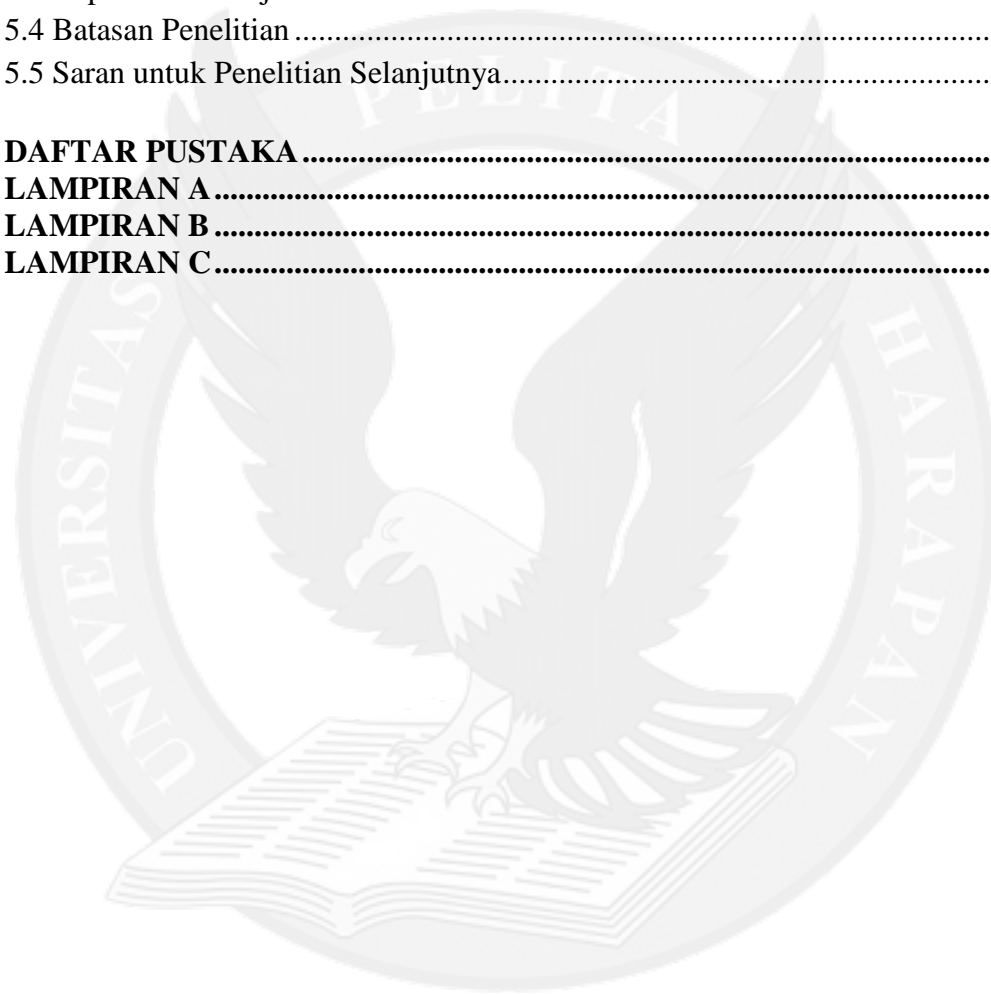 5.4 Batasan Penelitian ....................................................................................
5.5 Saran untuk Penelitian Selanjutnya..........................................................
DAFTAR PUSTAKA ......................................................................................
LAMPIRAN A .................................................................................................
LAMPIRAN B .................................................................................................
LAMPIRAN C .................................................................................................
UNIVERSITAS PELITA HARAPAN